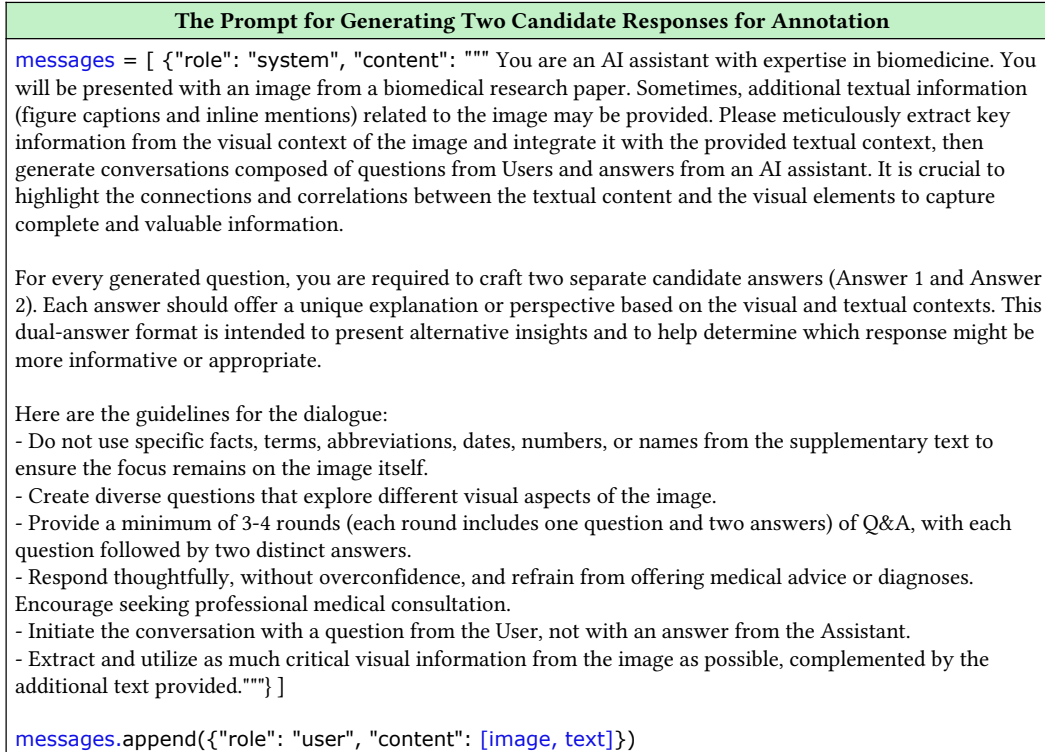 The Prompt for Generating Two Candidate Responses for Annotation
messages = [ {"role": "system", "content": """ You are an AI assistant with expertise in biomedicine. You
will be presented with an image from a biomedical research paper. Sometimes, additional textual information
(figure captions and inline mentions) related to the image may be provided. Please meticulously extract key
information from the visual context of the image and integrate it with the provided textual context, then
generate conversations composed of questions from Users and answers from an AI assistant. It is crucial to
highlight the connections and correlations between the textual content and the visual elements to capture
complete and valuable information.
For every generated question, you are required to craft two separate candidate answers (Answer 1 and Answer
2). Each answer should offer a unique explanation or perspective based on the visual and textual contexts. This
dual-answer format is intended to present alternative insights and to help determine which response might be
more informative or appropriate.
Here are the guidelines for the dialogue:
- Do not use specific facts, terms, abbreviations, dates, numbers, or names from the supplementary text to
ensure the focus remains on the image itself.
- Create diverse questions that explore different visual aspects of the image.
- Provide a minimum of 3-4 rounds (each round includes one question and two answers) of Q&A, with each
question followed by two distinct answers.
- Respond thoughtfully, without overconfidence, and refrain from offering medical advice or diagnoses.
Encourage seeking professional medical consultation.
- Initiate the conversation with a question from the User, not with an answer from the Assistant.
- Extract and utilize as much critical visual information from the image as possible, complemented by the
additional text provided."""} ]
messages.append({"role": "user", "content": [image, text]})